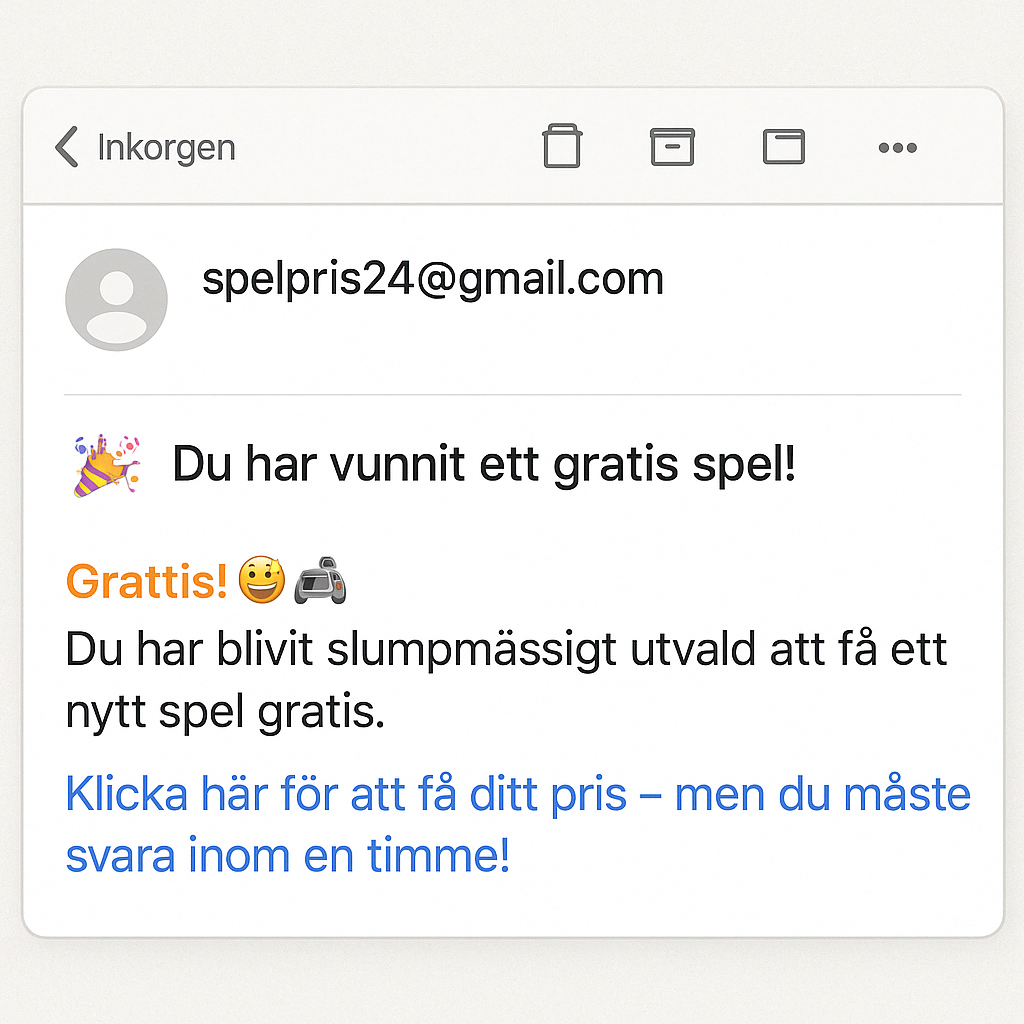 Inkorgen
spelpris24@gmail.com
🎉 Du har vunnit ett gratis spel!
Grattis! 😅
Du har blivit slumpmässigt utvald att få ett
nytt spel gratis.
Klicka här för att få ditt pris – men du måste
svara inom en timme!